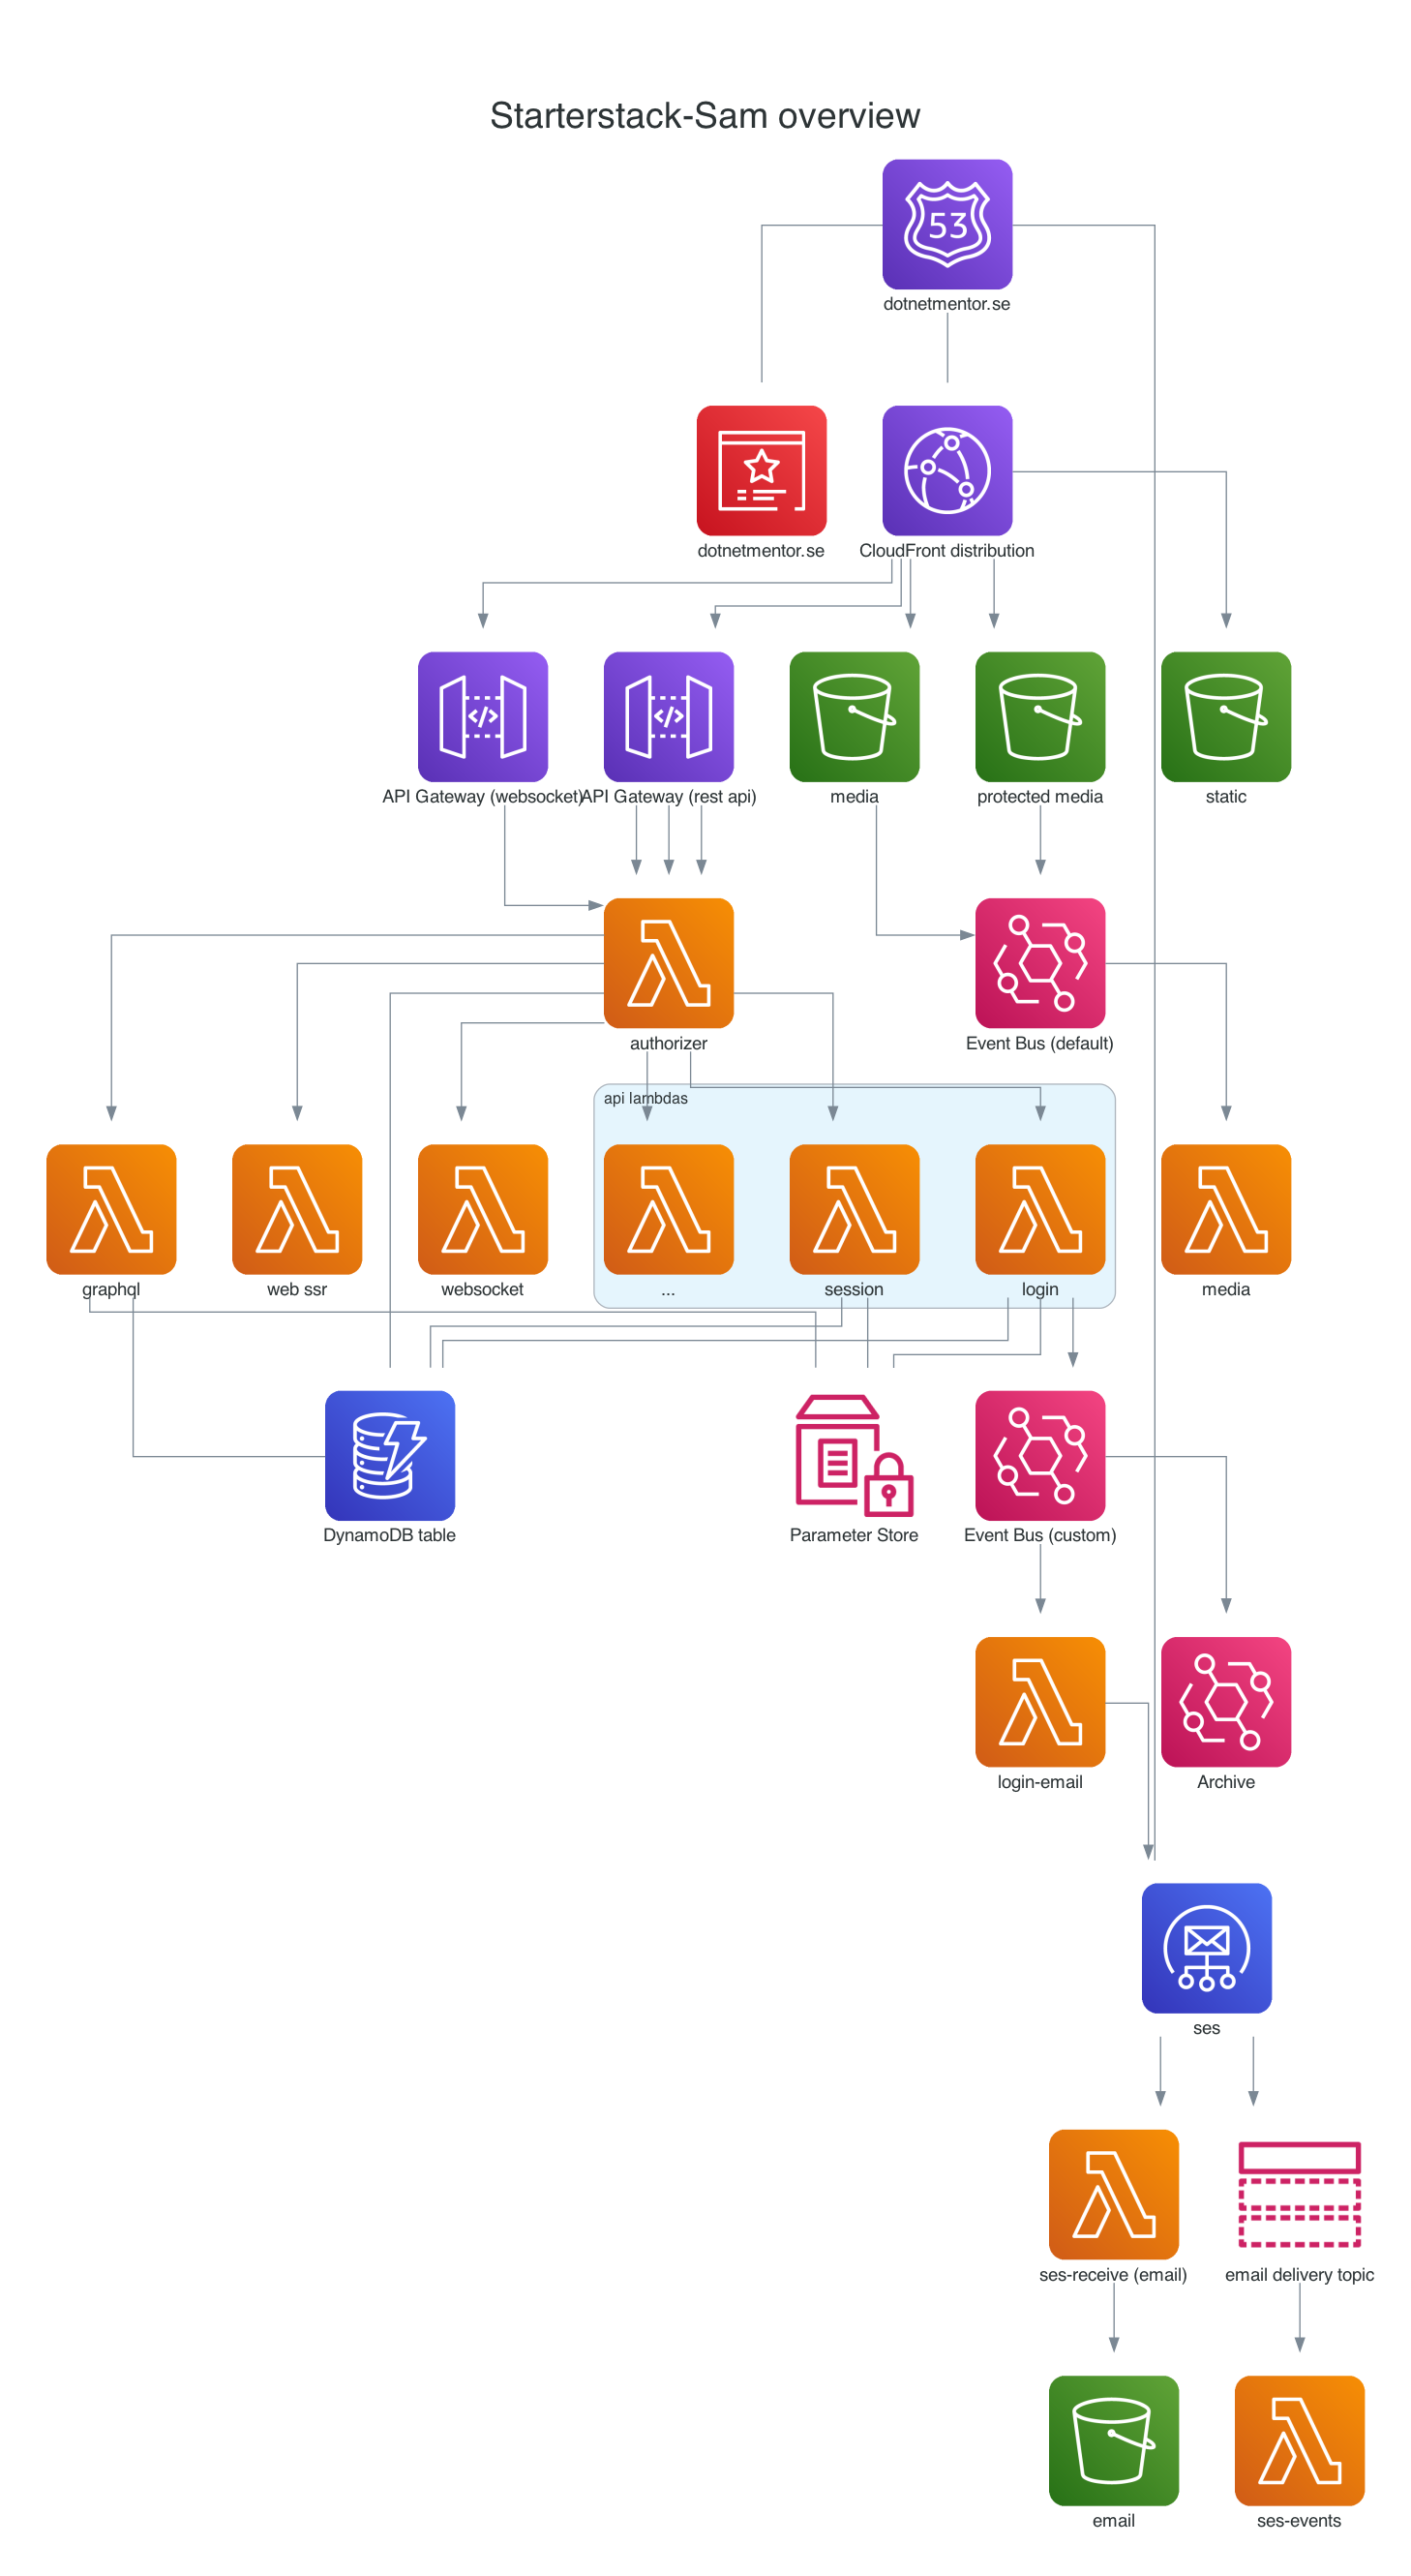 Starterstack-Sam overview
53
dotnetmentor.se
dotnetmentor.se
CloudFront distribution
API Gateway (websocket)
API Gateway (rest api)
media
protected media
static
authorizer
Event Bus (default)
api lambdas
graphql
web ssr
websocket
...
session
login
media
DynamoDB table
Parameter Store
Event Bus (custom)
login-email
Archive
ses
ses-receive (email)
email delivery topic
email
ses-events